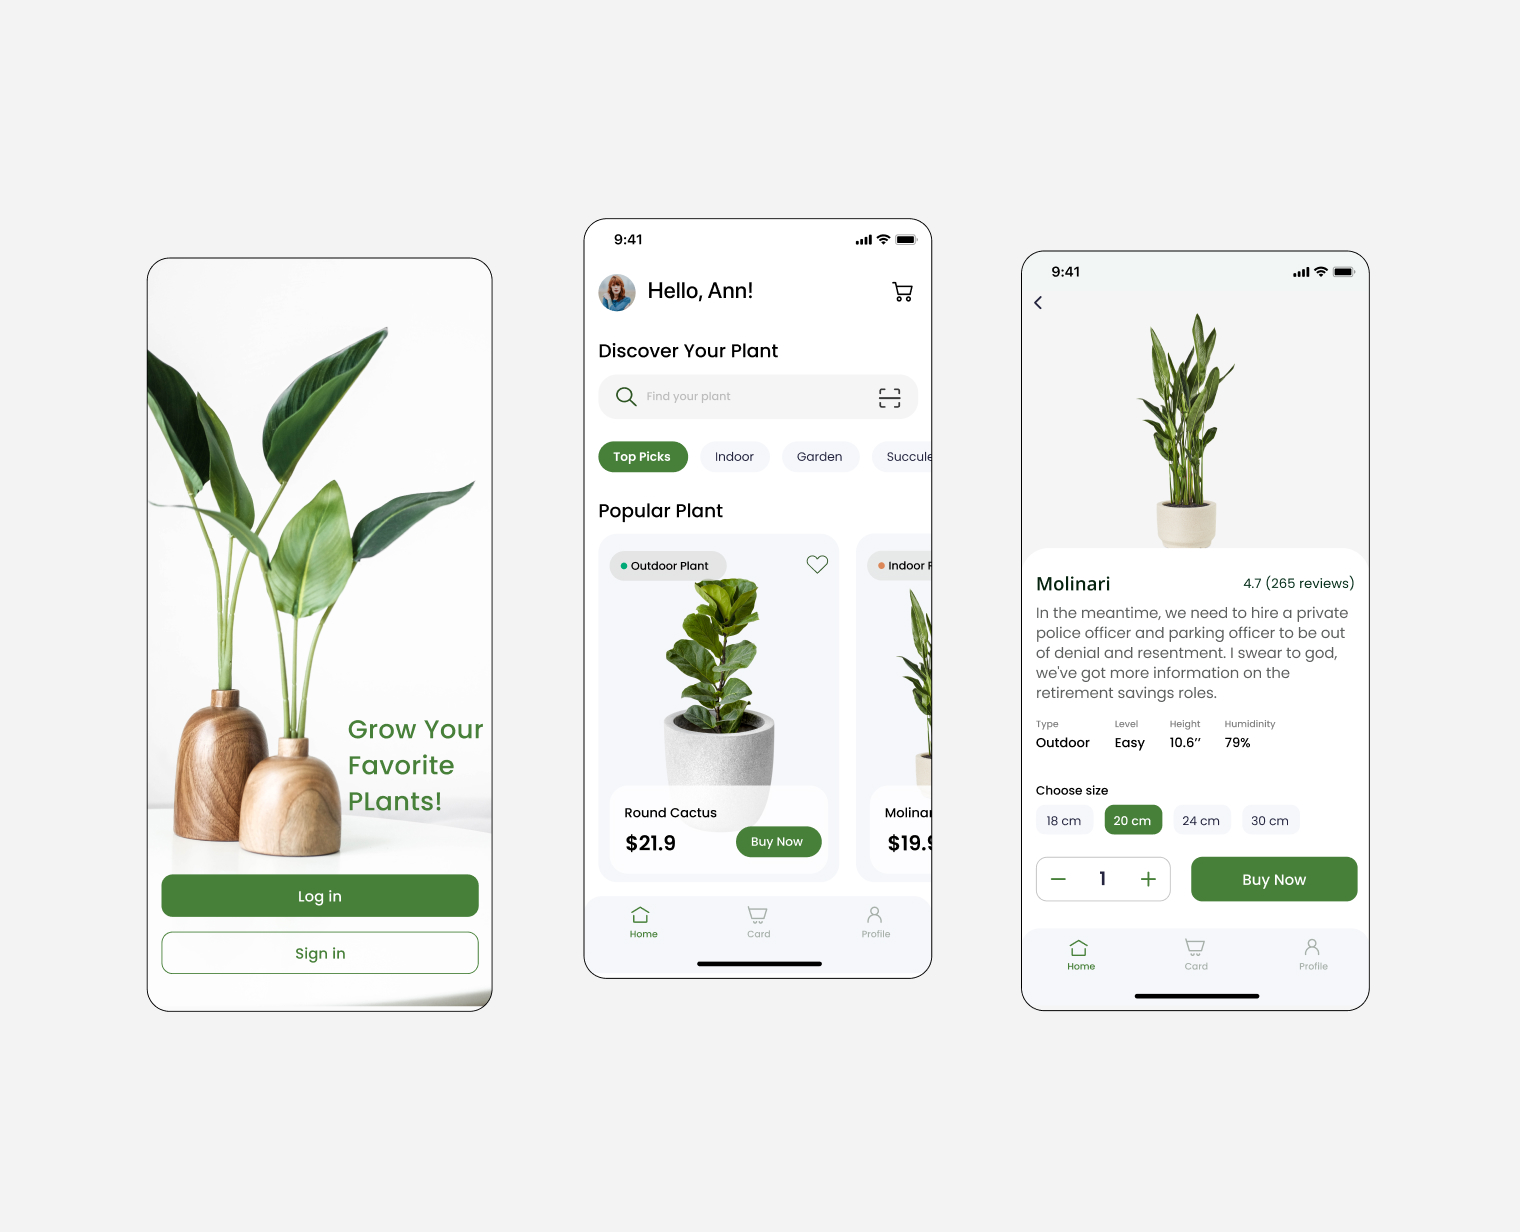 Grow Your
Favorite
PLants!
Log in
Sign in
9:41
Hello, Ann!
Discover Your Plant
Find your plant
Top Picks Indoor Garden Succule
Popular Plant
Outdoor Plant Indoor P
Round Cactus Molinar
$21.9 Buy Now $19.9
Home Card Profile
9:41
Molinari 4.7 (265 reviews)
In the meantime, we need to hire a private
police officer and parking officer to be out
of denial and resentment. I swear to god,
we've got more information on the
retirement savings roles.
Type Level Height Humidinity
Outdoor Easy 10.6’’ 79%
Choose size
18 cm 20 cm 24 cm 30 cm
1 Buy Now
Home Card Profile